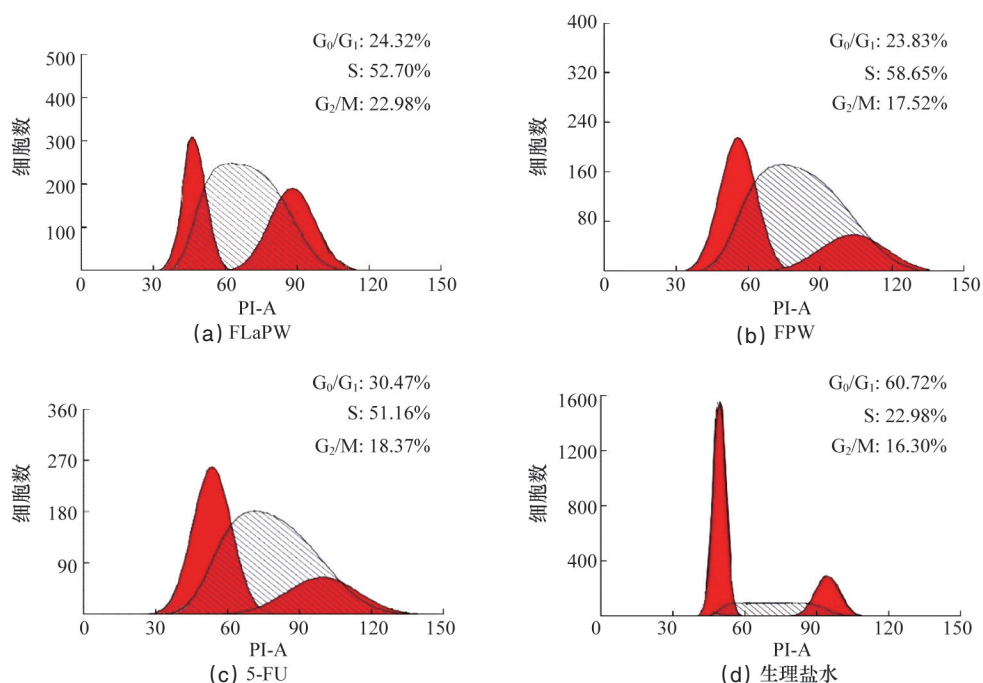 G₀/G₁: 24.32%
S: 52.70%
G₂/M: 22.98%
500
400
300
200
100
细胞数
30
60
90
120
150
PI-A
(a) FLaPW
G₀/G₁: 23.83%
S: 58.65%
G₂/M: 17.52%
400
320
240
160
80
细胞数
0
30
60
90
120
150
PI-A
(b) FPW
G₀/G₁: 30.47%
S: 51.16%
G₂/M: 18.37%
360
270
180
90
细胞数
0
30
60
90
120
150
PI-A
(c) 5-FU
G₀/G₁: 60.72%
S: 22.98%
G₂/M: 16.30%
1600
1200
800
400
细胞数
0
30
60
90
120
150
PI-A
(d) 生理盐水